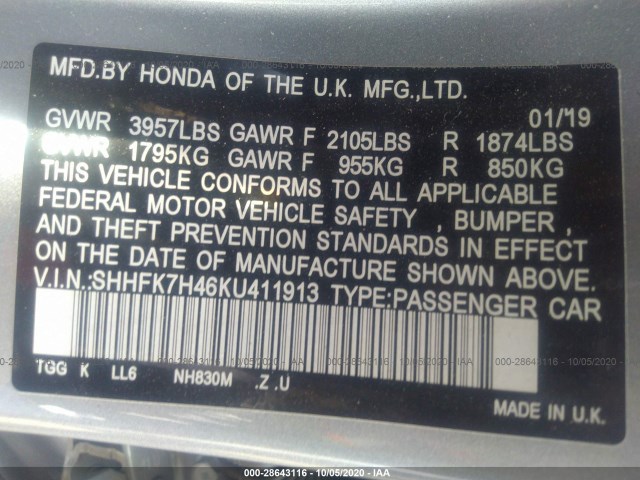 MFD.BY HONDA OF THE U.K. MFG.,LTD.
01/19
GVWR 3957LBS GAWR F 2105LBS R 1874LBS
GVWR 1795KG GAWR F 955KG R 850KG
THIS VEHICLE CONFORMS TO ALL APPLICABLE
FEDERAL MOTOR VEHICLE SAFETY , BUMPER ,
AND THEFT PREVENTION STANDARDS IN EFFECT
ON THE DATE OF MANUFACTURE SHOWN ABOVE.
V.I.N.:SHHFK7H46KU411913 TYPE:PASSENGER CAR
TGG K LL6 NH830M .Z .U
MADE IN U.K.
000-28643116 - 10/05/2020 - IAA